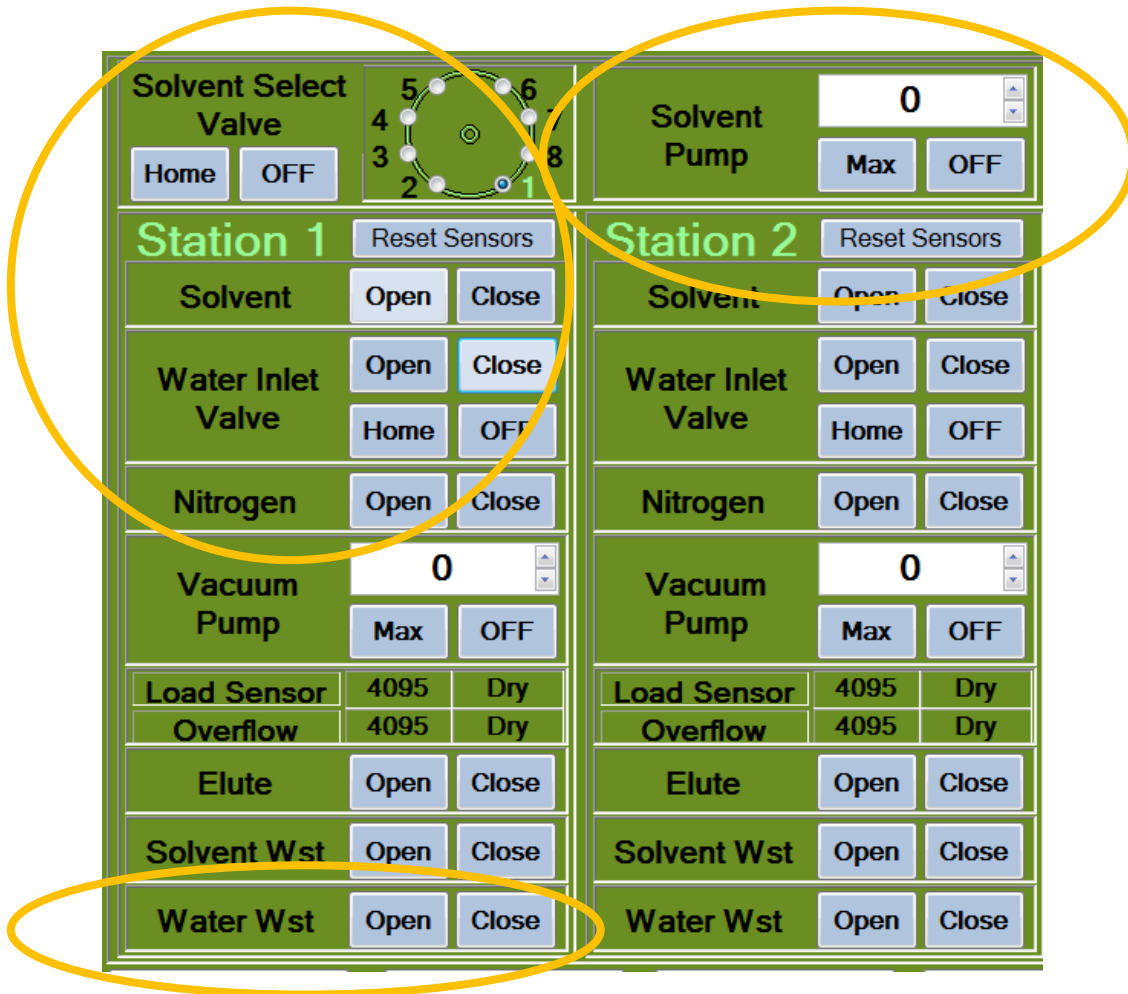 Solvent Select
Valve
Home OFF
5 6
4 7
3 8
2 1
Solvent
Pump
0
Max OFF
Station 1 Reset Sensors
Solvent Open Close
Water Inlet
Valve
Open Close
Home OFF
Nitrogen Open Close
Vacuum
Pump
0
Max OFF
Load Sensor 4095 Dry
Overflow 4095 Dry
Elute Open Close
Solvent Wst Open Close
Water Wst Open Close
Station 2 Reset Sensors
Solvent Open Close
Water Inlet
Valve
Open Close
Home OFF
Nitrogen Open Close
Vacuum
Pump
0
Max OFF
Load Sensor 4095 Dry
Overflow 4095 Dry
Elute Open Close
Solvent Wst Open Close
Water Wst Open Close